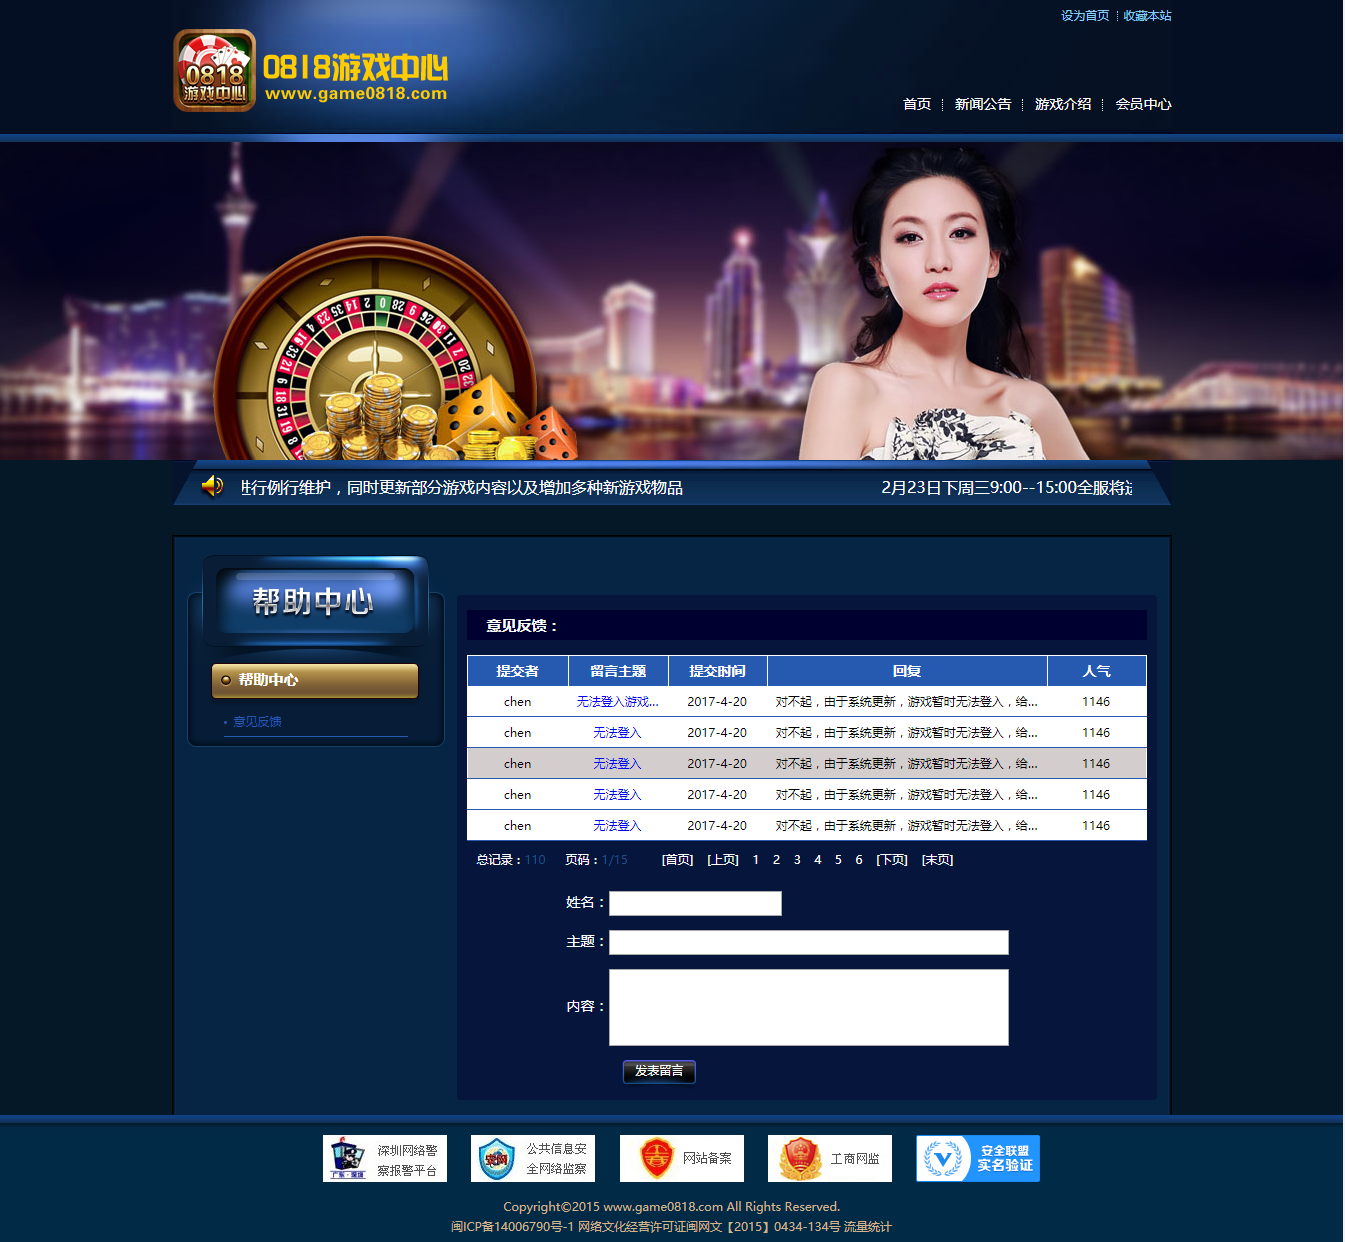 设为首页 收藏本站
0818游戏中心
0818游戏中心
www.game0818.com
首页 新闻公告 游戏介绍 会员中心
进行例行维护，同时更新部分游戏内容以及增加多种新游戏物品 2月23日下周三9:00--15:00全服将进
帮助中心
帮助中心
意见反馈
意见反馈：
提交者 留言主题 提交时间 回复 人气
chen 无法登入游戏... 2017-4-20 对不起，由于系统更新，游戏暂时无法登入，给... 1146
chen 无法登入 2017-4-20 对不起，由于系统更新，游戏暂时无法登入，给... 1146
chen 无法登入 2017-4-20 对不起，由于系统更新，游戏暂时无法登入，给... 1146
chen 无法登入 2017-4-20 对不起，由于系统更新，游戏暂时无法登入，给... 1146
chen 无法登入 2017-4-20 对不起，由于系统更新，游戏暂时无法登入，给... 1146
总记录：110 页码：1/15 [首页] [上页] 1 2 3 4 5 6 [下页] [末页]
姓名：
主题：
内容：
发表留言
深圳网络警
察报警平台
公共信息安
全网络监察
网站备案
工商网监
安全联盟
实名验证
Copyright©2015 www.game0818.com All Rights Reserved.
闽ICP备14006790号-1 网络文化经营许可证闽网文【2015】0434-134号 流量统计